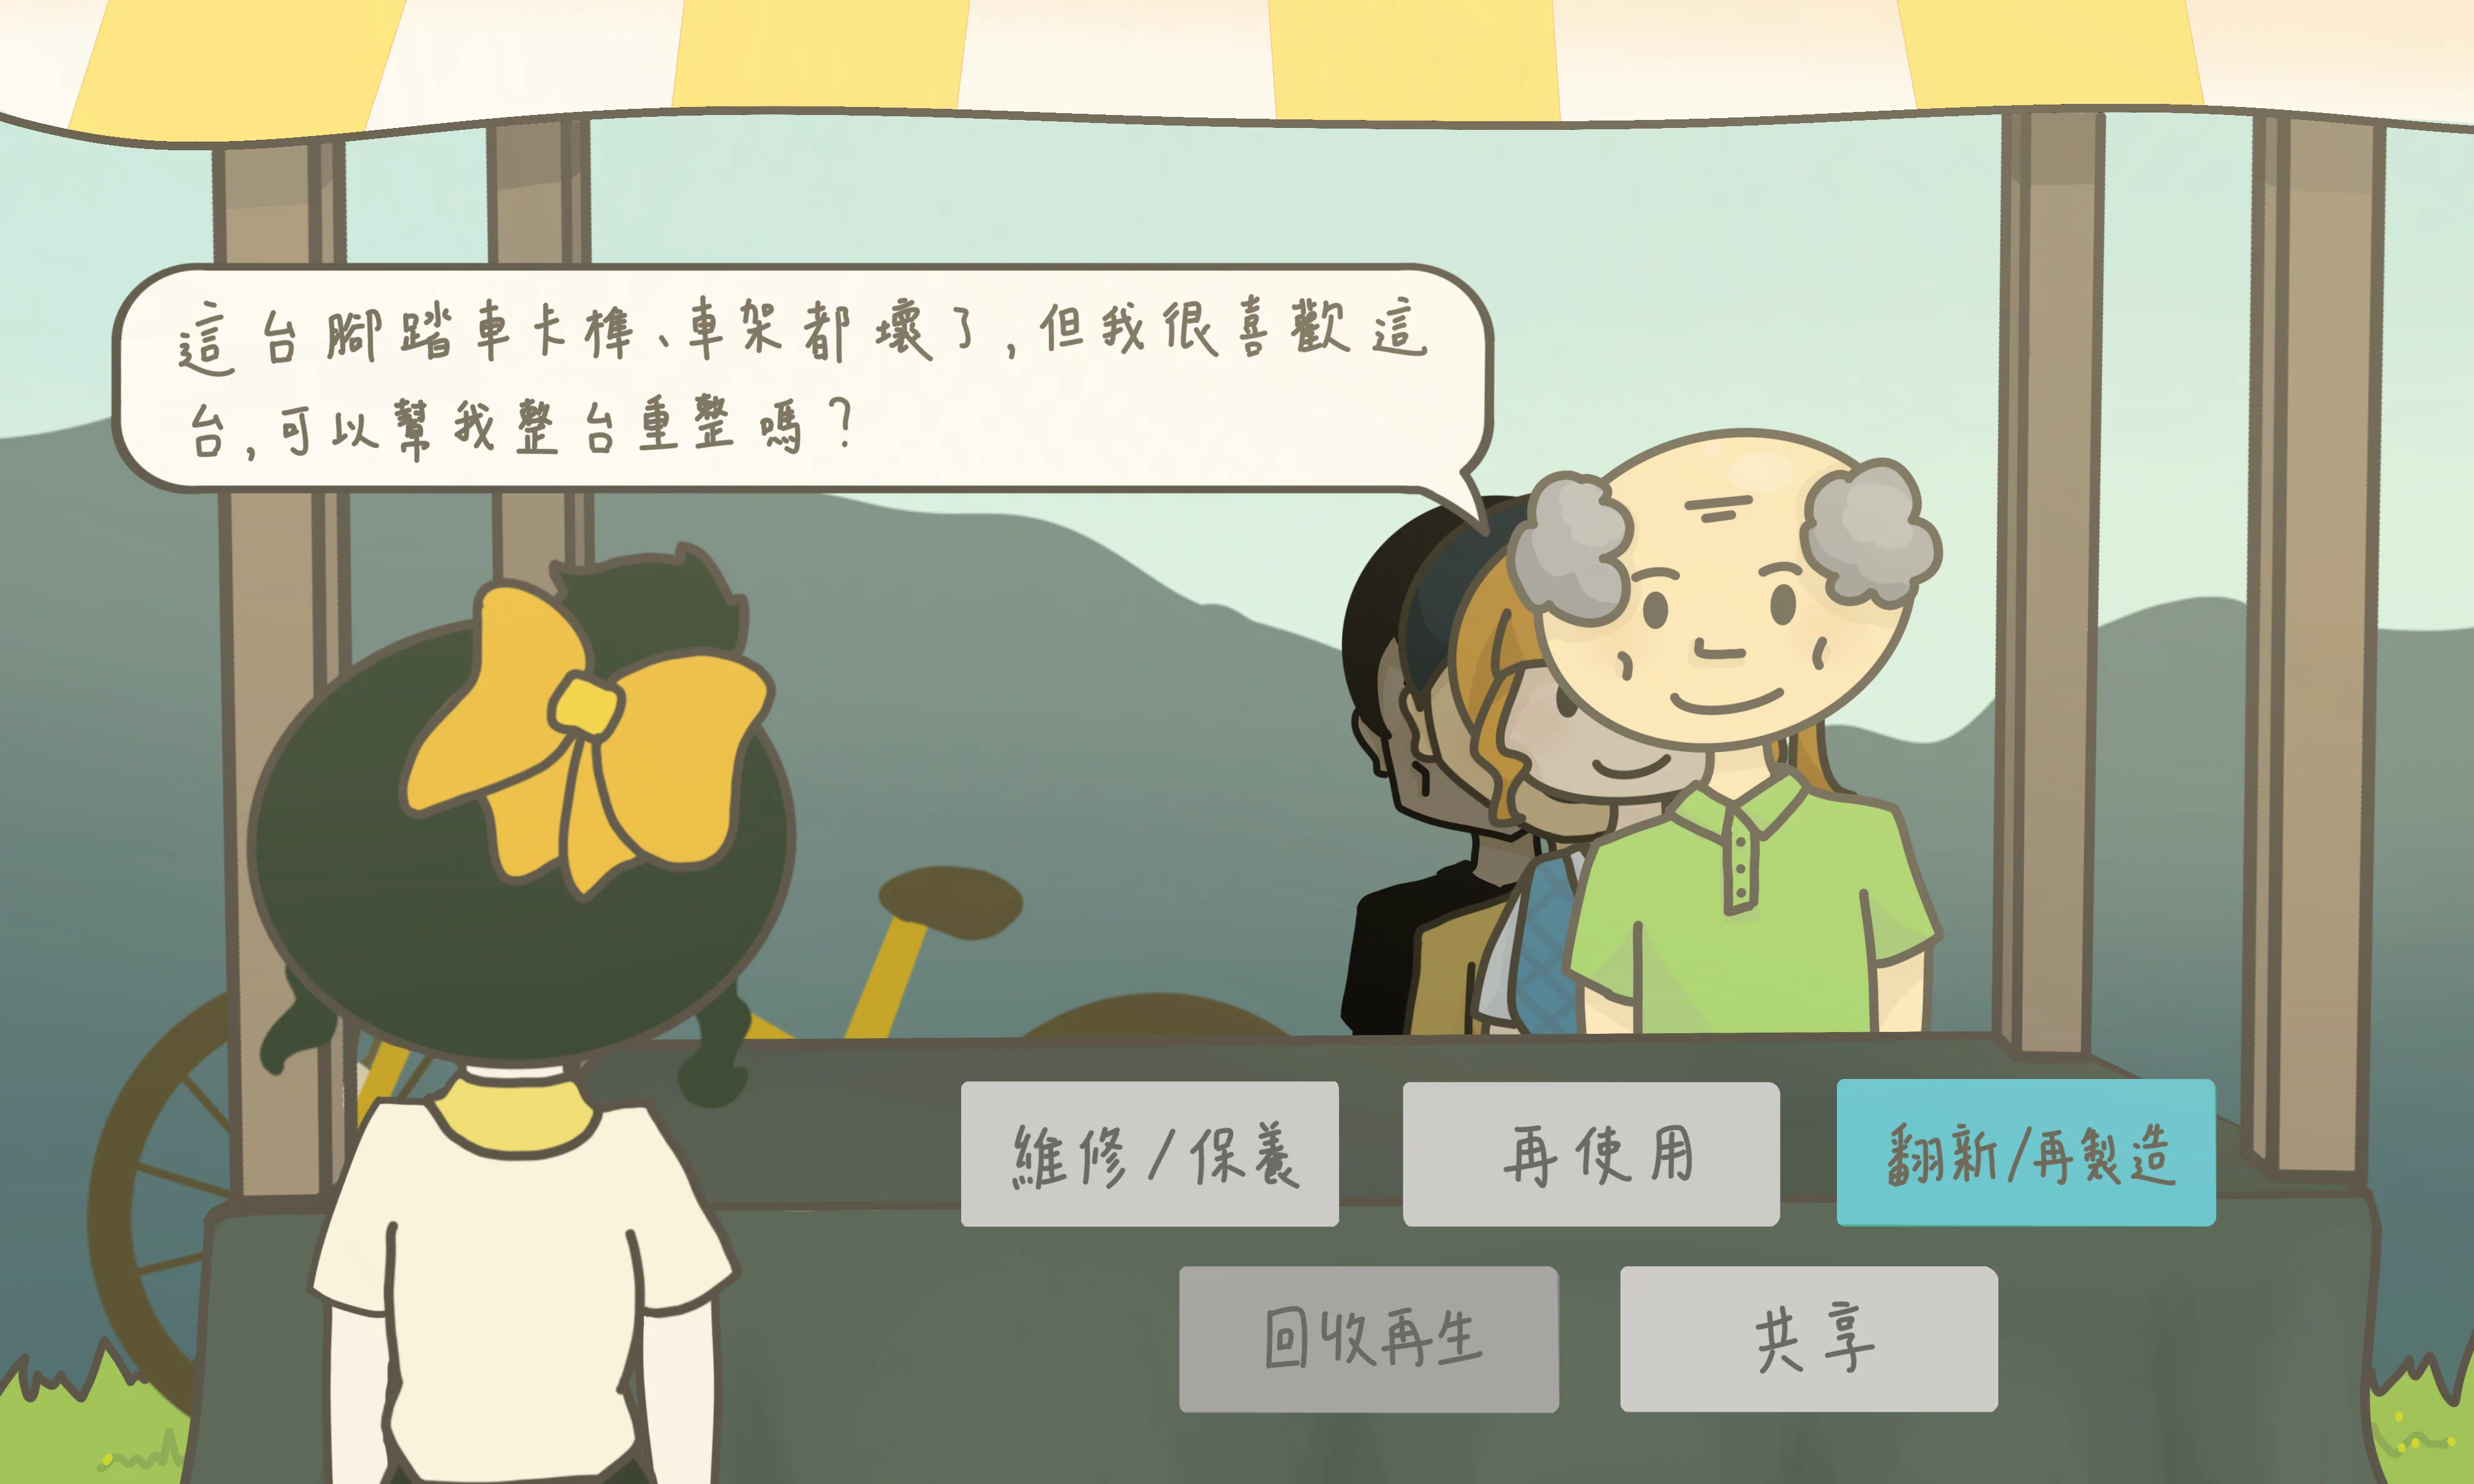 這台腳踏車卡榫、車架都壞了,但我很喜歡這
台,可以幫我整台重整嗎?
維修/保養
再使用
翻新/再製造
回收再生
共享